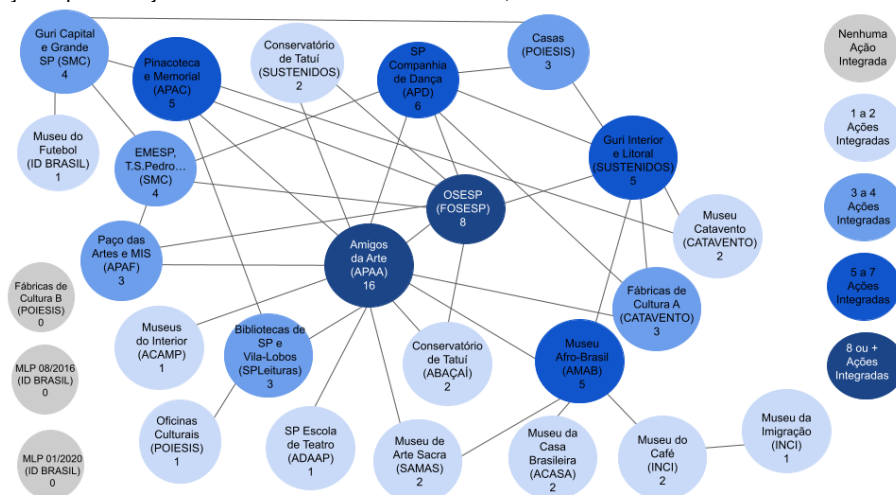 Guri Capital
e Grande
SP (SMC)
4
Pinacoteca
e Memorial
(APAC)
5
Conservatório
de Tatuí
(SUSTENIDOS)
2
SP
Companhia
de Dança
(APD)
6
Casas
(POIESIS)
3
Nenhuma
Ação
Integrada
Museu do
Futebol
(ID BRASIL)
1
EMESP,
T.S.Pedro…
(SMC)
4
Guri Interior
e Litoral
(SUSTENIDOS)
5
1 a 2
Ações
Integradas
OSESP
(FOSESP)
8
3 a 4
Ações
Integradas
Paço das
Artes e MIS
(APAF)
3
Amigos
da Arte
(APAA)
16
Museu
Catavento
(CATAVENTO)
2
Fábricas de
Cultura B
(POIESIS)
0
Fábricas de
Cultura A
(CATAVENTO)
3
5 a 7
Ações
Integradas
Museus
do Interior
(ACAMP)
1
Bibliotecas de
SP e
Vila-Lobos
(SPLeituras)
3
Conservatório
de Tatuí
(ABAÇAÍ)
2
Museu
Afro-Brasil
(AMAB)
5
8 ou +
Ações
Integradas
MLP 08/2016
(ID BRASIL)
0
Oficinas
Culturais
(POIESIS)
1
SP Escola
de Teatro
(ADAAP)
1
Museu de
Arte Sacra
(SAMAS)
2
Museu da
Casa
Brasileira
(ACASA)
2
Museu do
Café
(INCI)
2
Museu da
Imigração
(INCI)
1
MLP 01/2020
(ID BRASIL)
0